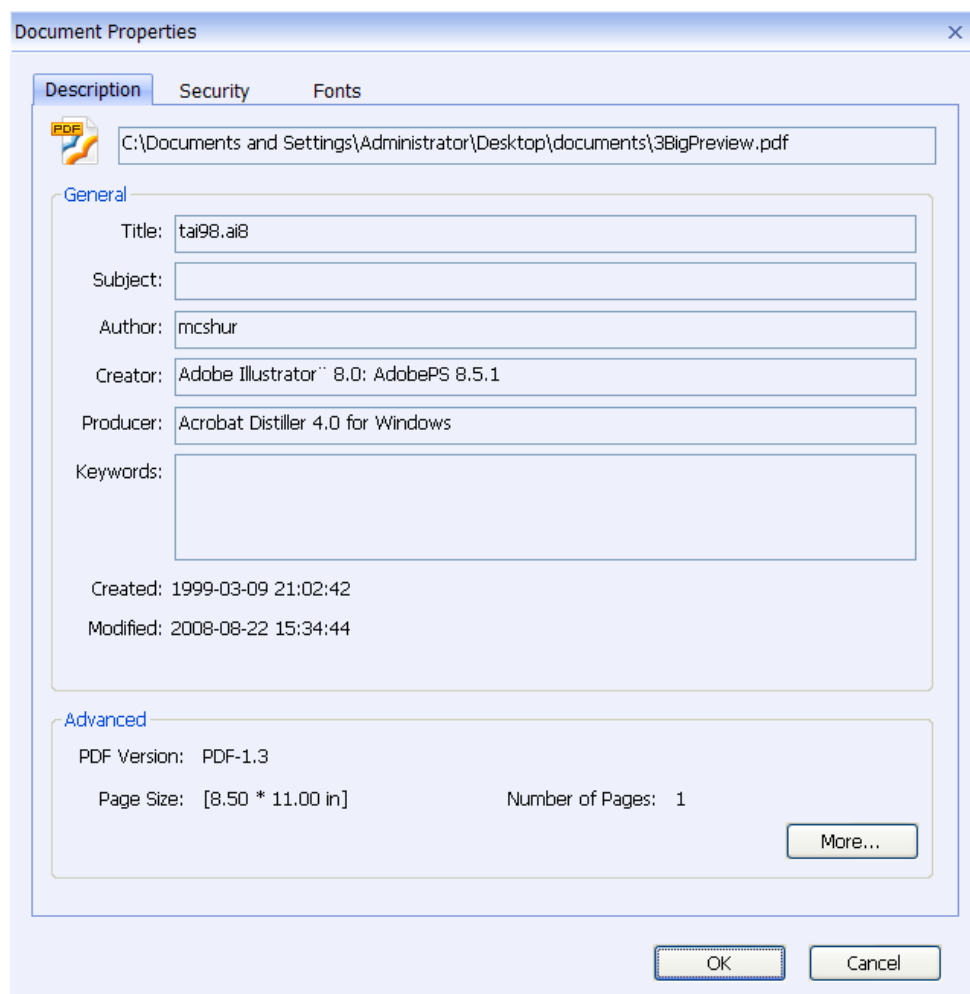 Document Properties
Description Security Fonts
PDF
C:\Documents and Settings\Administrator\Desktop\documents\3BigPreview.pdf
General
Title: tai98.ai8
Subject:
Author: mcshur
Creator: Adobe Illustrator¨ 8.0: AdobePS 8.5.1
Producer: Acrobat Distiller 4.0 for Windows
Keywords:
Created: 1999-03-09 21:02:42
Modified: 2008-08-22 15:34:44
Advanced
PDF Version: PDF-1.3
Page Size: [8.50 * 11.00 in] Number of Pages: 1
More...
OK Cancel